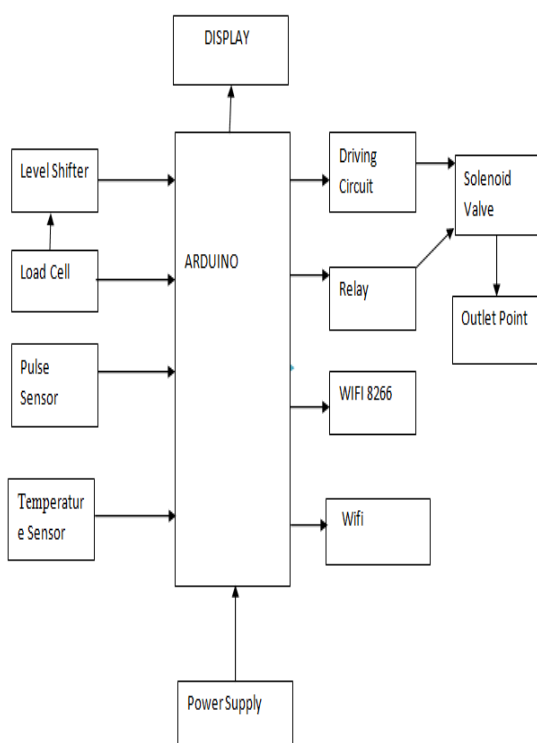 DISPLAY
Level Shifter
Load Cell
Pulse
Sensor
Temperatur
e Sensor
ARDUINO
Driving
Circuit
Relay
WIFI 8266
Wifi
Solenoid
Valve
Outlet Point
Power Supply